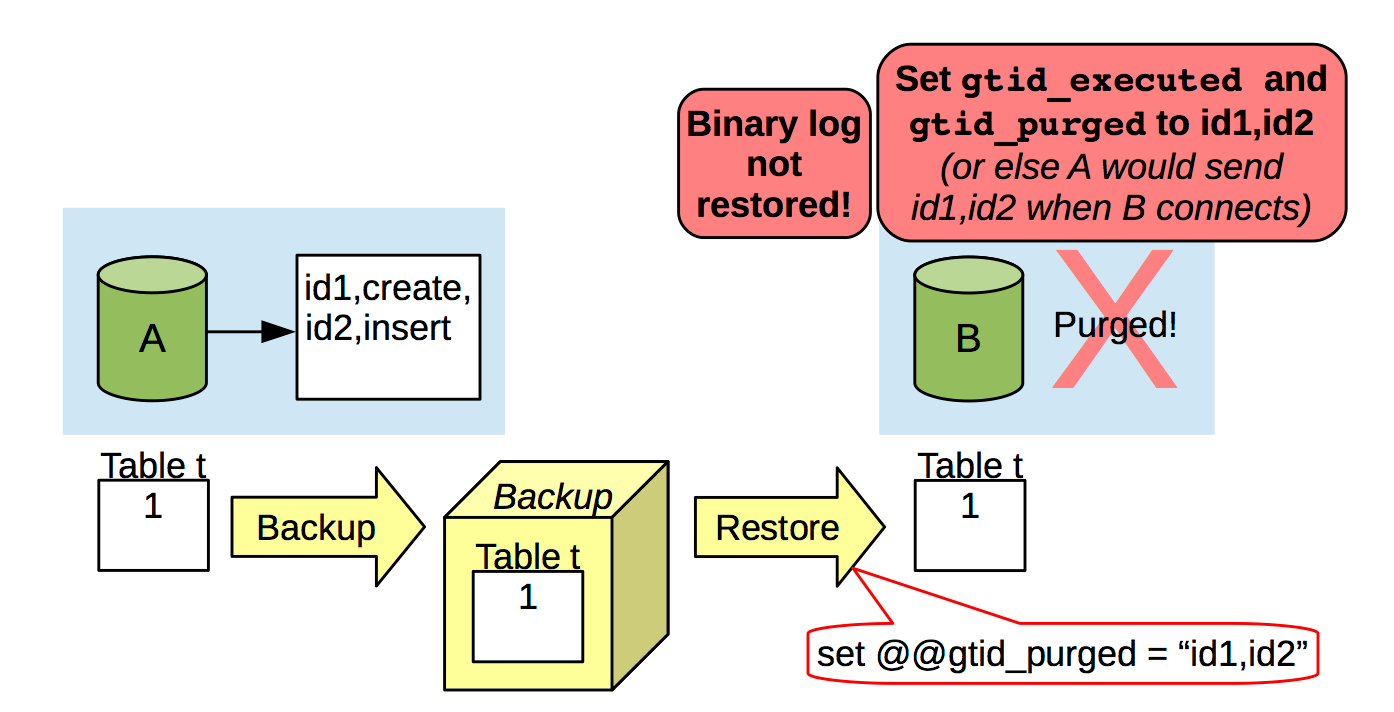 Binary log
not
restored!
Set gtid_executed and
gtid_purged to id1,id2
(or else A would send
id1,id2 when B connects)
A
id1,create,
id2,insert
B
Purged!
X
Table t
1
Backup
Backup
Table t
1
Restore
Table t
1
set @@gtid_purged = “id1,id2”